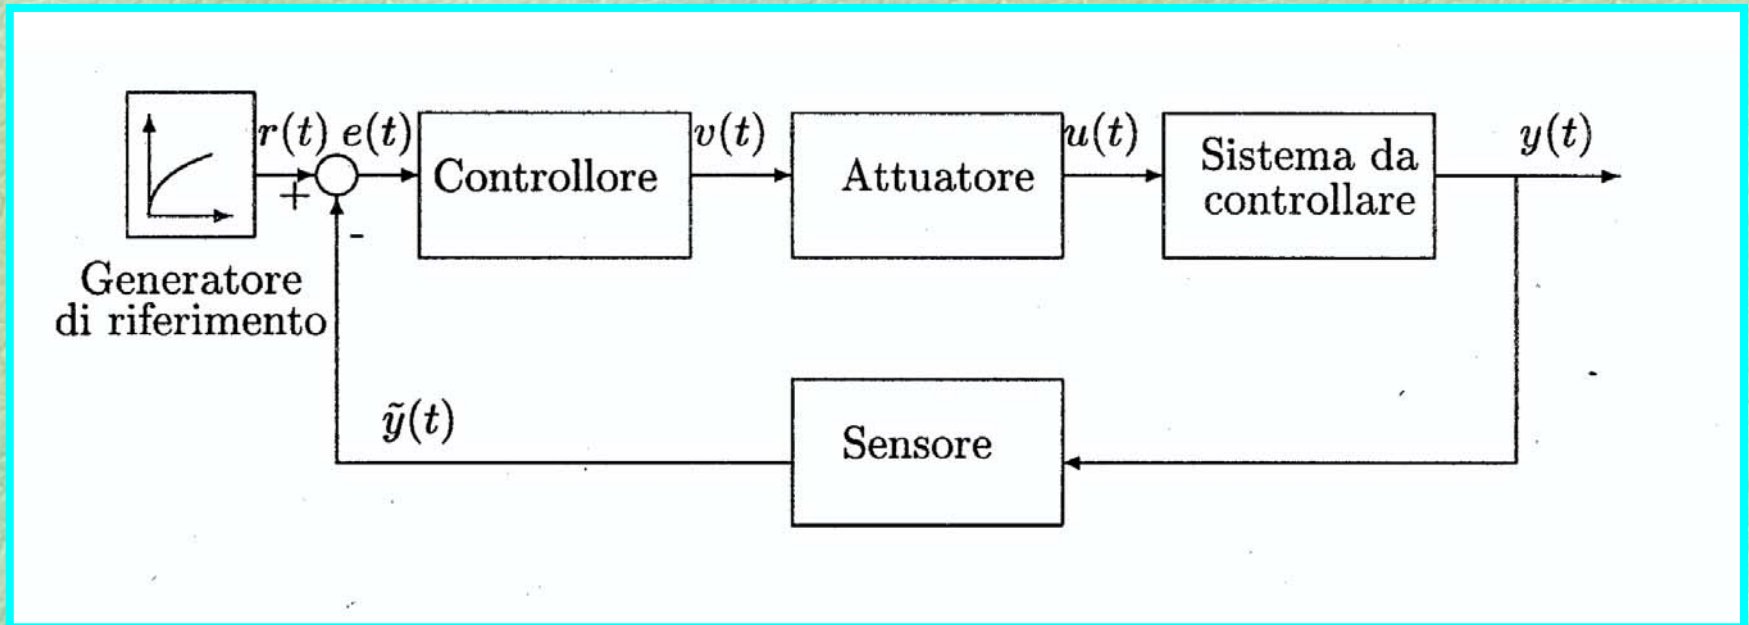 r(t) e(t)
+
-
Controllore
v(t)
Attuatore
u(t)
Sistema da
controllare
y(t)
Generatore
di riferimento
ỹ(t)
Sensore